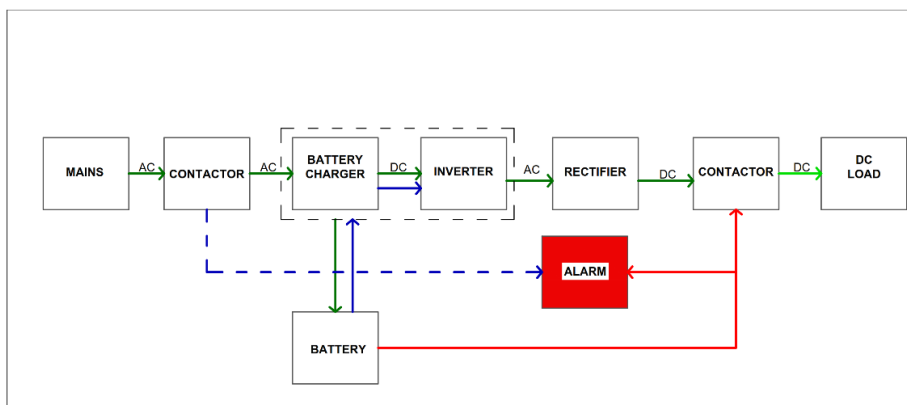 MAINS
AC
CONTACTOR
AC
BATTERY
CHARGER
DC
INVERTER
AC
RECTIFIER
DC
CONTACTOR
DC
DC
LOAD
ALARM
BATTERY